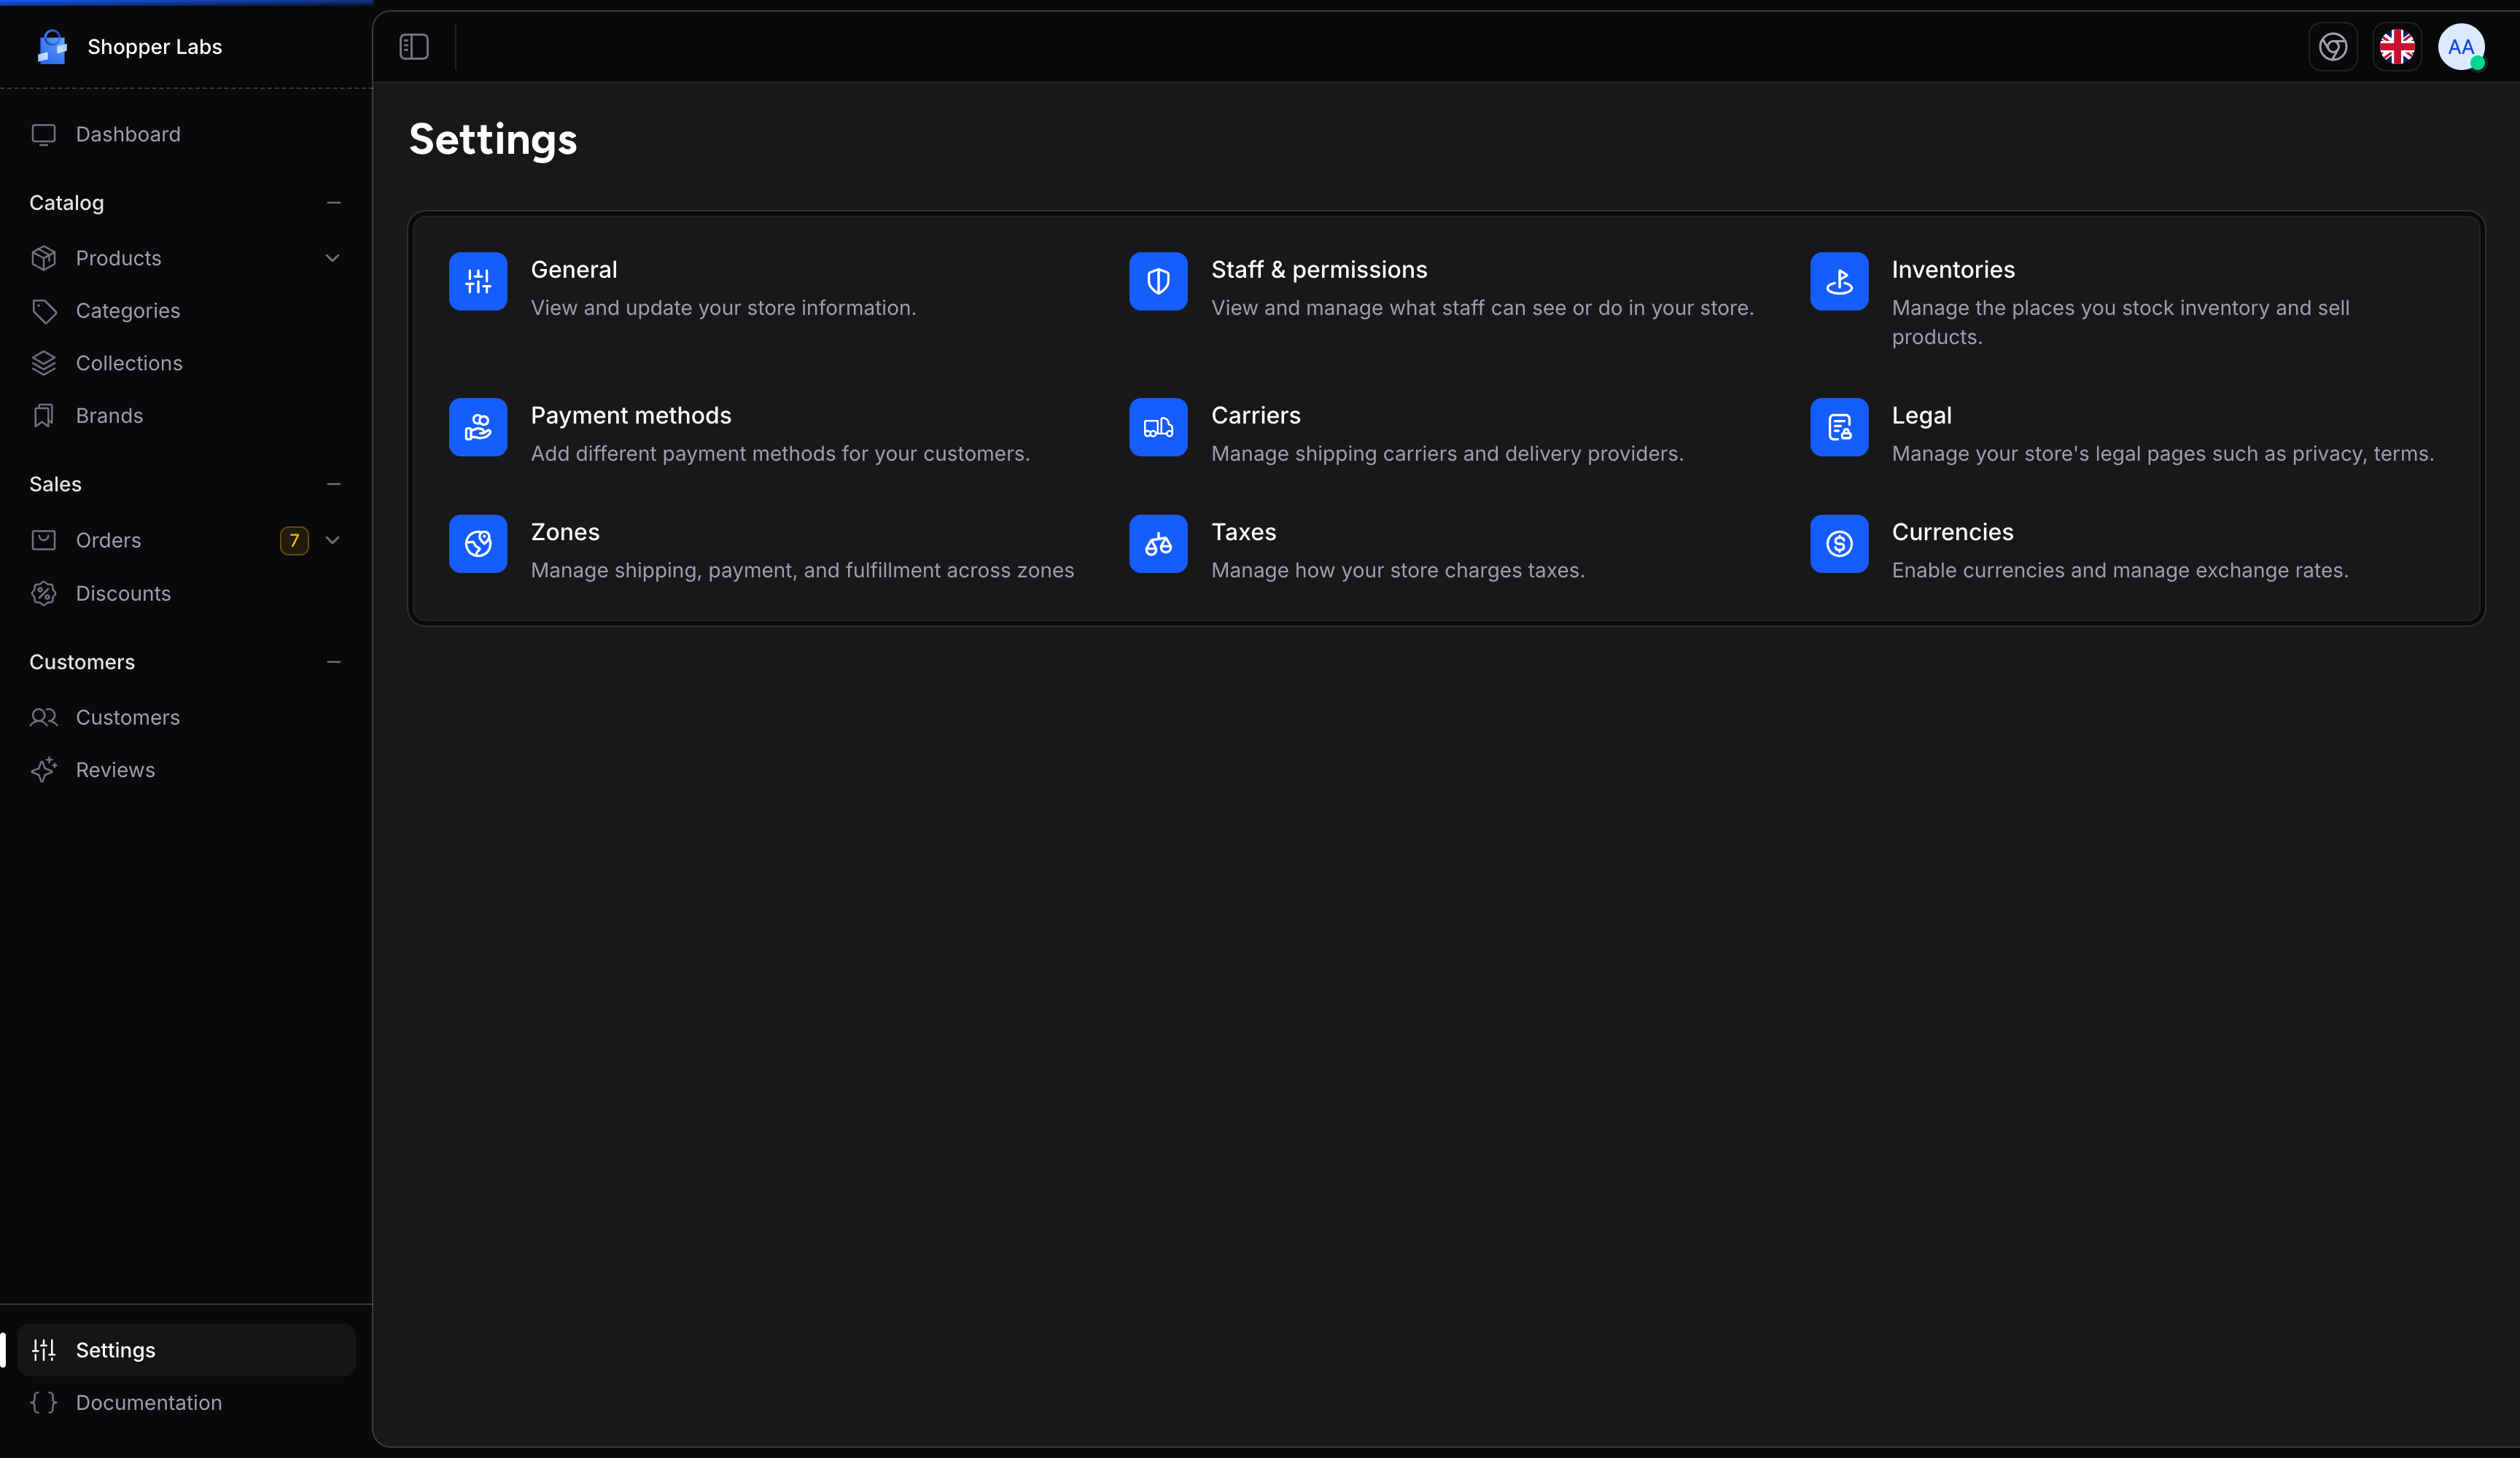 Shopper Labs
AA
Dashboard
Catalog
Products
Categories
Collections
Brands
Sales
Orders
7
Discounts
Customers
Customers
Reviews
Settings
Documentation
Settings
General
View and update your store information.
Staff & permissions
View and manage what staff can see or do in your store.
Inventories
Manage the places you stock inventory and sell
products.
Payment methods
Add different payment methods for your customers.
Carriers
Manage shipping carriers and delivery providers.
Legal
Manage your store's legal pages such as privacy, terms.
Zones
Manage shipping, payment, and fulfillment across zones
Taxes
Manage how your store charges taxes.
Currencies
Enable currencies and manage exchange rates.